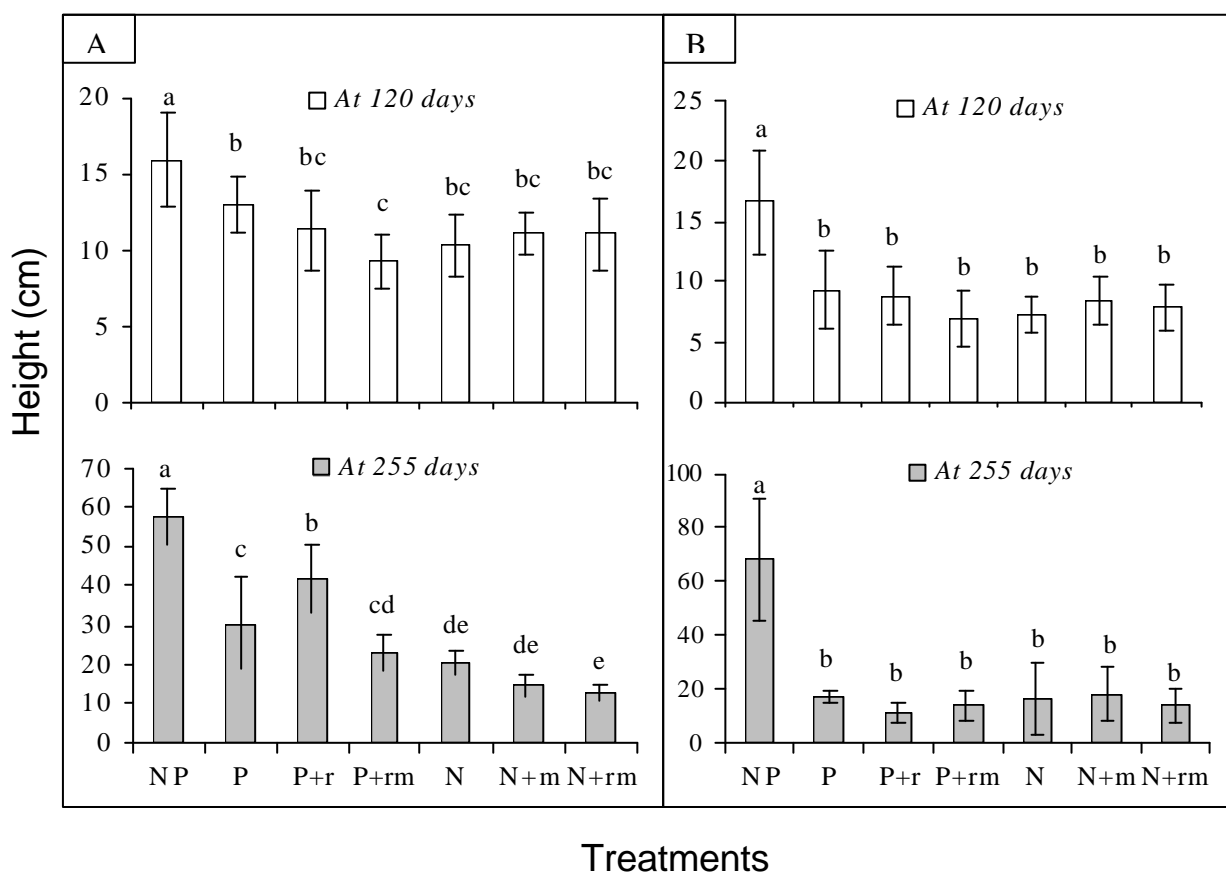 A
At 120 days
20
15
10
5
0
a
b
bc
c
bc
bc
bc
B
At 120 days
25
20
15
10
5
0
a
b
b
b
b
b
b
Height (cm)
At 255 days
70
60
50
40
30
20
10
0
a
c
b
cd
de
de
e
NP P P+r P+rm N N+m N+rm
At 255 days
100
80
60
40
20
0
a
b
b
b
b
b
b
NP P P+r P+rm N N+m N+rm
Treatments